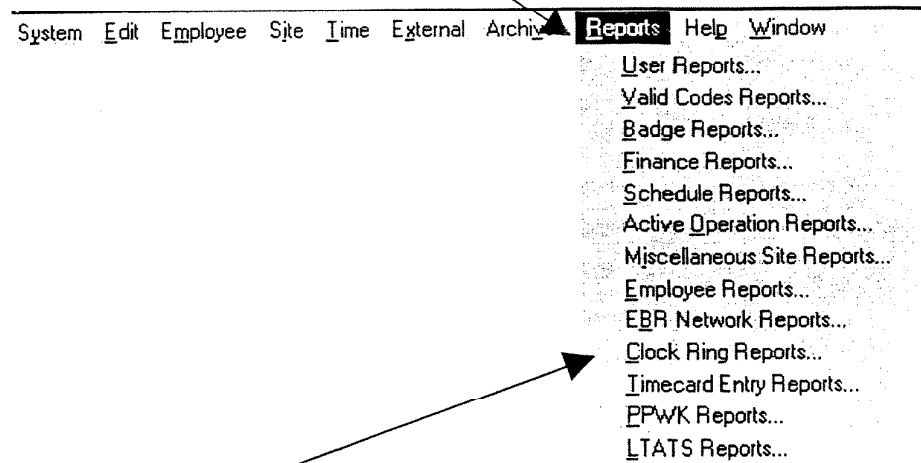 System Edit Employee Site Time External Archiv Reports Help Window
User Reports...
Valid Codes Reports...
Badge Reports...
Finance Reports...
Schedule Reports...
Active Operation Reports...
Miscellaneous Site Reports...
Employee Reports...
EBR Network Reports...
Clock Ring Reports...
Timecard Entry Reports...
PPWK Reports...
LTATS Reports...